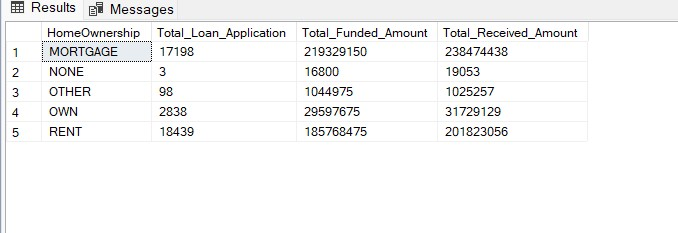 Results Messages
HomeOwnership Total_Loan_Application Total_Funded_Amount Total_Received_Amount
1 MORTGAGE 17198 219329150 238474438
2 NONE 3 16800 19053
3 OTHER 98 1044975 1025257
4 OWN 2838 29597675 31729129
5 RENT 18439 185768475 201823056